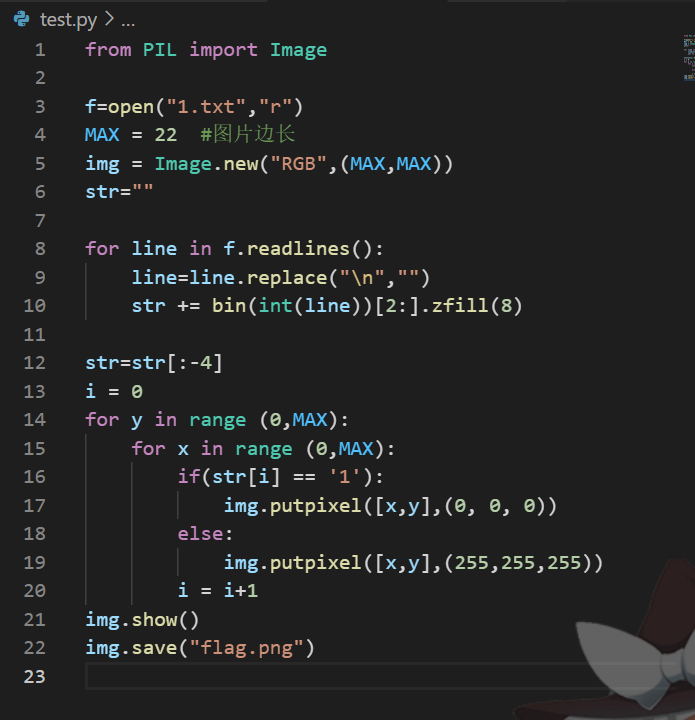 test.py > ...
1 from PIL import Image
2
3 f=open("1.txt","r")
4 MAX = 22  #图片边长
5 img = Image.new("RGB",(MAX,MAX))
6 str=""
7
8 for line in f.readlines():
9     line=line.replace("\n","")
10     str += bin(int(line))[2:].zfill(8)
11
12 str=str[:-4]
13 i = 0
14 for y in range (0,MAX):
15     for x in range (0,MAX):
16         if(str[i] == '1'):
17             img.putpixel([x,y],(0, 0, 0))
18         else:
19             img.putpixel([x,y],(255,255,255))
20         i = i+1
21 img.show()
22 img.save("flag.png")
23